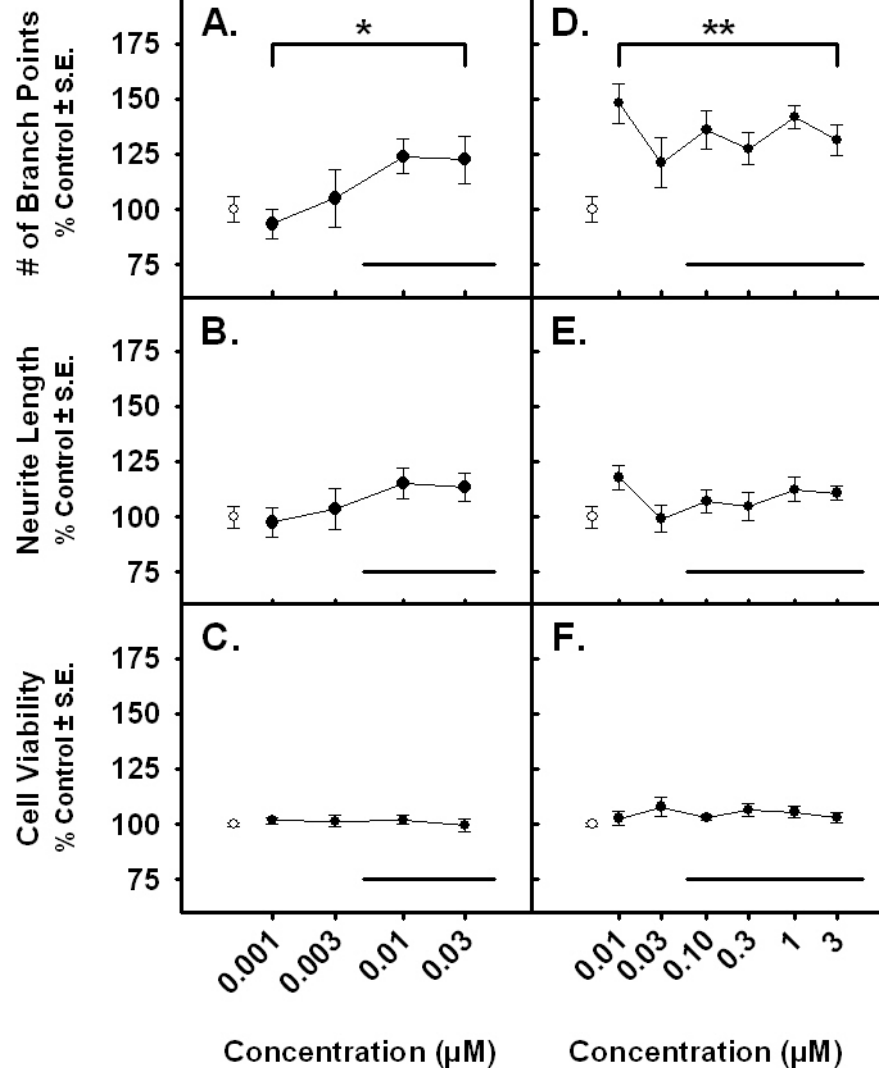 A.
*
D.
**
# of Branch Points
% Control ± S.E.
175
150
125
100
75
B.
E.
Neurite Length
% Control ± S.E.
175
150
125
100
75
C.
F.
Cell Viability
% Control ± S.E.
175
150
125
100
75
0.001
0.003
0.01
0.03
0.01
0.03
0.10
0.3
1
3
Concentration (µM)
Concentration (µM)